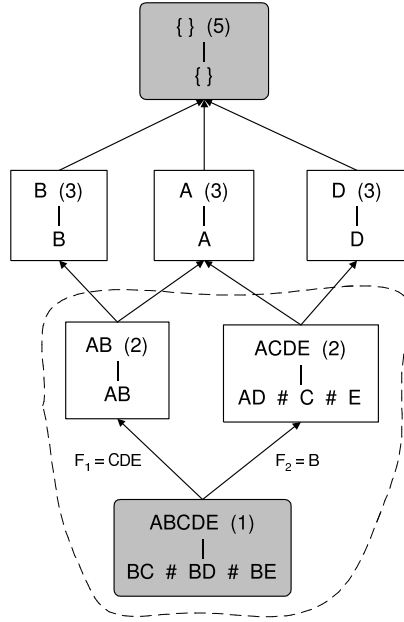 { } (5)
{ }
B (3)
B
A (3)
A
D (3)
D
AB (2)
AB
ACDE (2)
AD # C # E
F₁ = CDE
F₂ = B
ABCDE (1)
BC # BD # BE